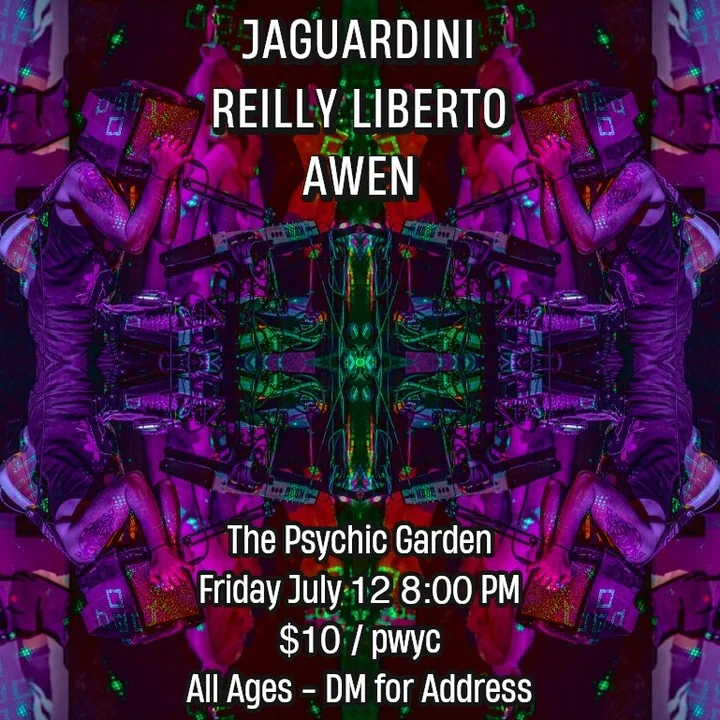 JAGUARDINI
REILLY LIBERTO
AWEN
The Psychic Garden
Friday July 12 8:00 PM
$10 / pwyc
All Ages - DM for Address